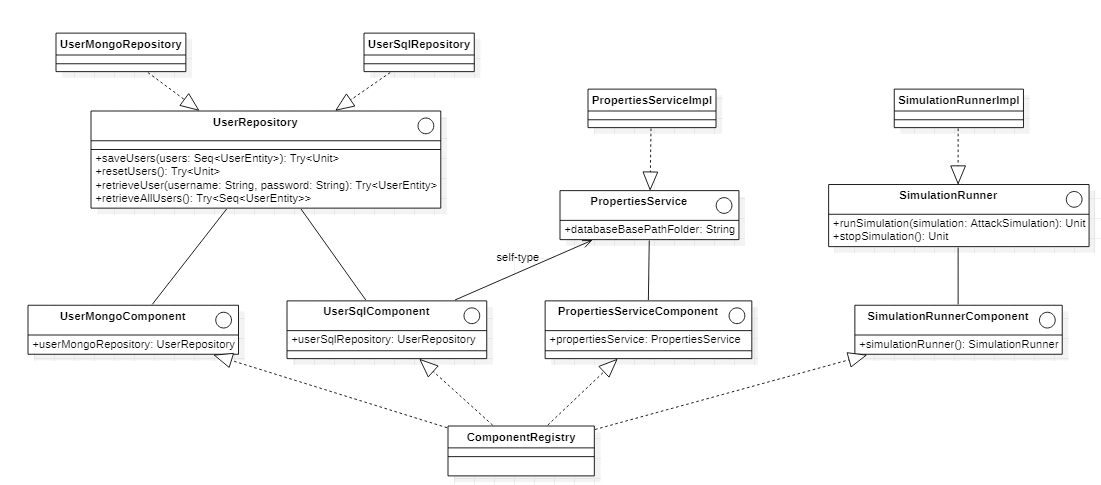 UserMongoRepository
UserSqlRepository
UserRepository
+saveUsers(users: Seq<UserEntity>): Try<Unit>
+resetUsers(): Try<Unit>
+retrieveUser(username: String, password: String): Try<UserEntity>
+retrieveAllUsers(): Try<Seq<UserEntity>>
PropertiesServiceImpl
SimulationRunnerImpl
PropertiesService
+databaseBasePathFolder: String
SimulationRunner
+runSimulation(simulation: AttackSimulation): Unit
+stopSimulation(): Unit
self-type
UserMongoComponent
+userMongoRepository: UserRepository
UserSqlComponent
+userSqlRepository: UserRepository
PropertiesServiceComponent
+propertiesService: PropertiesService
SimulationRunnerComponent
+simulationRunner(): SimulationRunner
ComponentRegistry